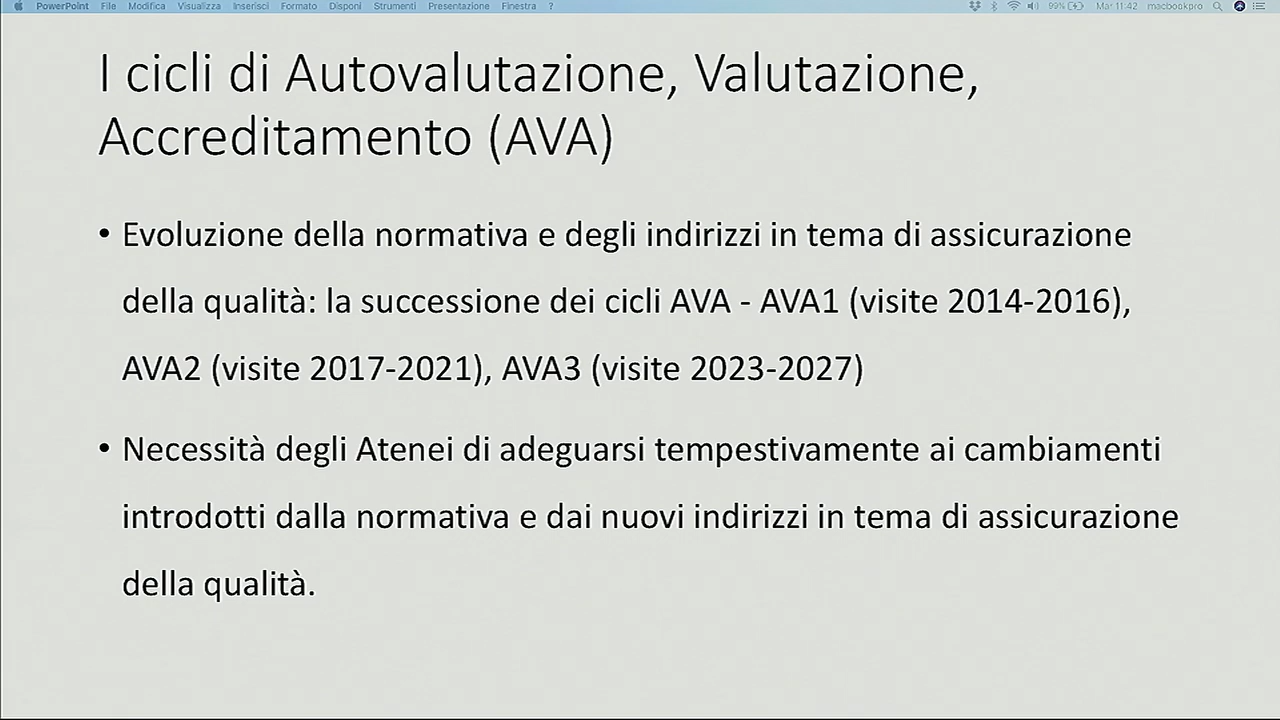 PowerPoint File Modifica Visualizza Inserisci Formato Disponi Strumenti Presentazione Finestra ? 99% Mar 11:42 macbookpro
I cicli di Autovalutazione, Valutazione,
Accreditamento (AVA)
• Evoluzione della normativa e degli indirizzi in tema di assicurazione
della qualità: la successione dei cicli AVA - AVA1 (visite 2014-2016),
AVA2 (visite 2017-2021), AVA3 (visite 2023-2027)
• Necessità degli Atenei di adeguarsi tempestivamente ai cambiamenti
introdotti dalla normativa e dai nuovi indirizzi in tema di assicurazione
della qualità.